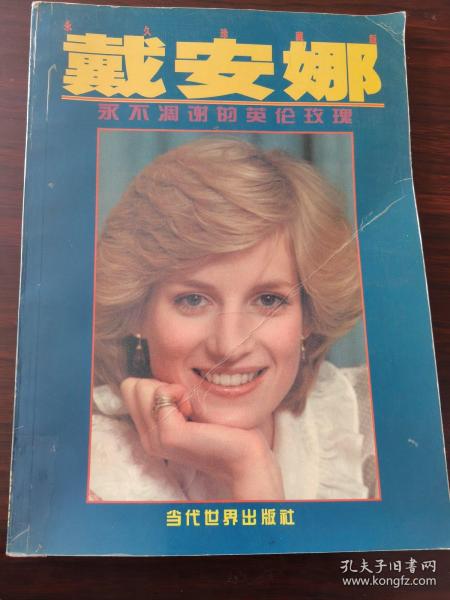 永久珍藏版
戴安娜
永不凋谢的英伦玫瑰
当代世界出版社
孔夫子旧书网
www.kongfz.com